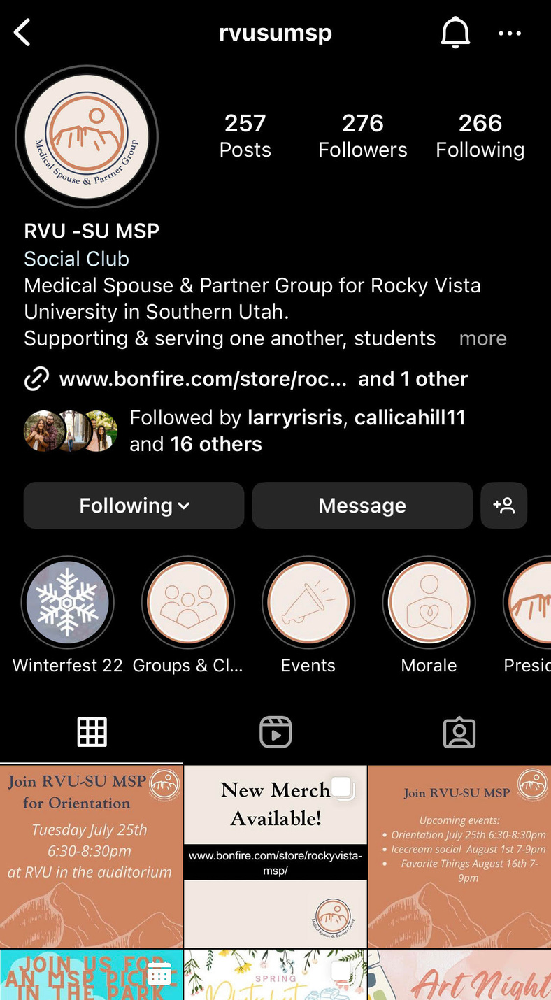 rvusumsp
Medical Spouse & Partner Group
257
Posts
276
Followers
266
Following
RVU -SU MSP
Social Club
Medical Spouse & Partner Group for Rocky Vista
University in Southern Utah.
Supporting & serving one another, students more
www.bonfire.com/store/roc... and 1 other
Followed by larryrisris, callicahill11
and 16 others
Following
Message
Winterfest 22
Groups & Cl...
Events
Morale
Presic
Join RVU-SU MSP
for Orientation
Tuesday July 25th
6:30-8:30pm
at RVU in the auditorium
New Merch
Available!
www.bonfire.com/store/rockyvista-
msp/
Medical Spouse & Partner Group
Join RVU-SU MSP
Upcoming events:
• Orientation July 25th 6:30-8:30pm
• Icecream social August 1st 7-9pm
• Favorite Things August 16th 7-
9pm
JOIN US FOR
AN MSP PICNIC
IN THE PARK
SPRING
Art Night